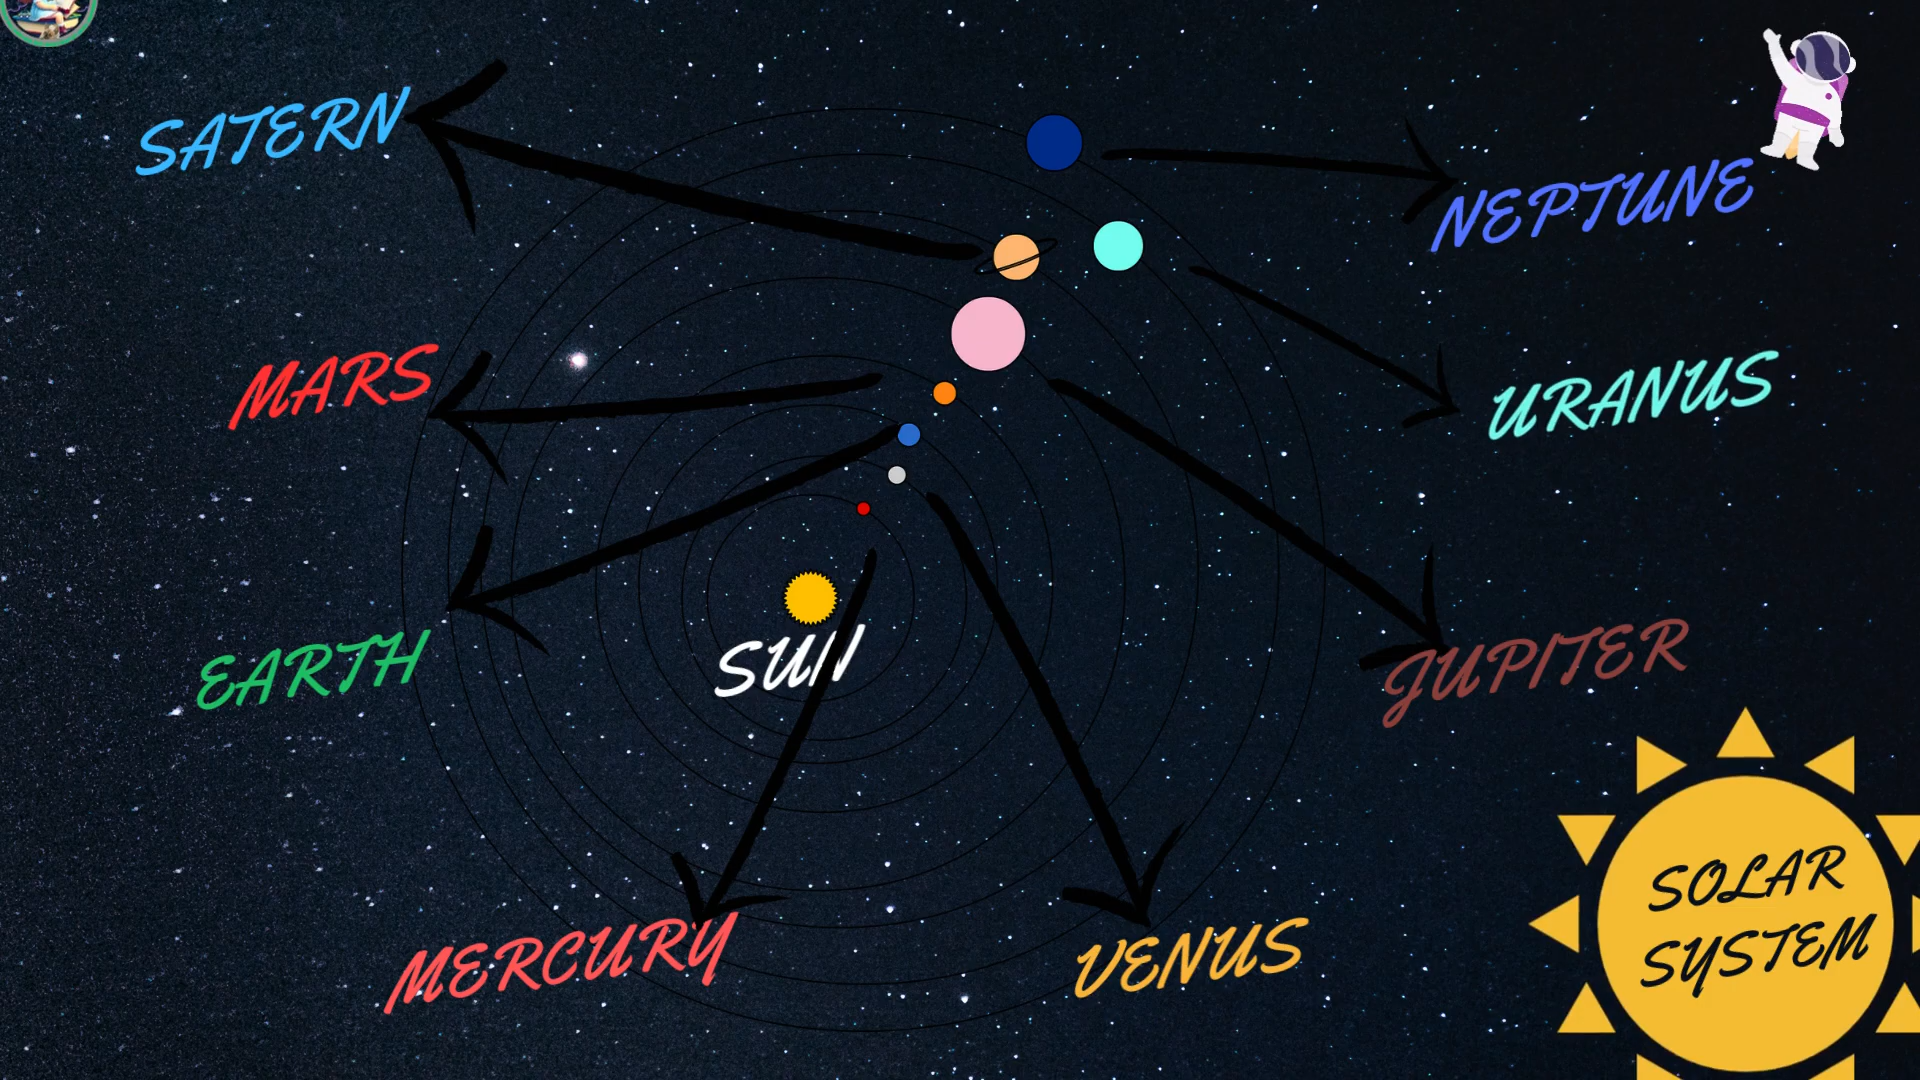 SATERN
NEPTUNE
MARS
URANUS
EARTH
SUN
JUPITER
MERCURY
VENUS
SOLAR
SYSTEM